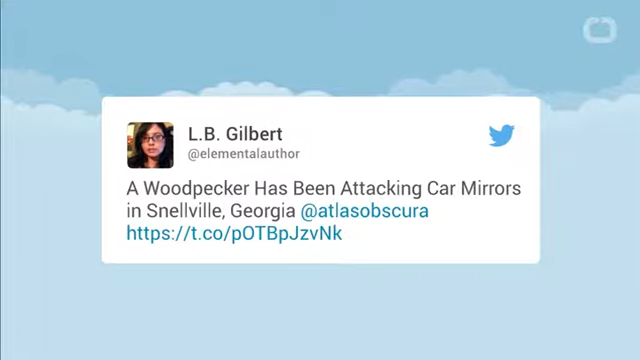 L.B. Gilbert
@elementalauthor
A Woodpecker Has Been Attacking Car Mirrors
in Snellville, Georgia @atlasobscura
https://t.co/pOTBpJzvNk